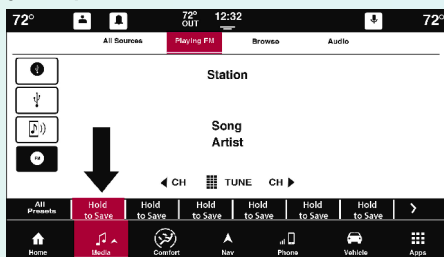 72° 72° OUT 12:32 72°
All Sources Playing FM Browse Audio
Station
Song
Artist
FM
CH TUNE CH
All Presets Hold to Save Hold to Save Hold to Save Hold to Save Hold to Save Hold to Save
Home Media Comfort Nav Phone Vehicle Apps